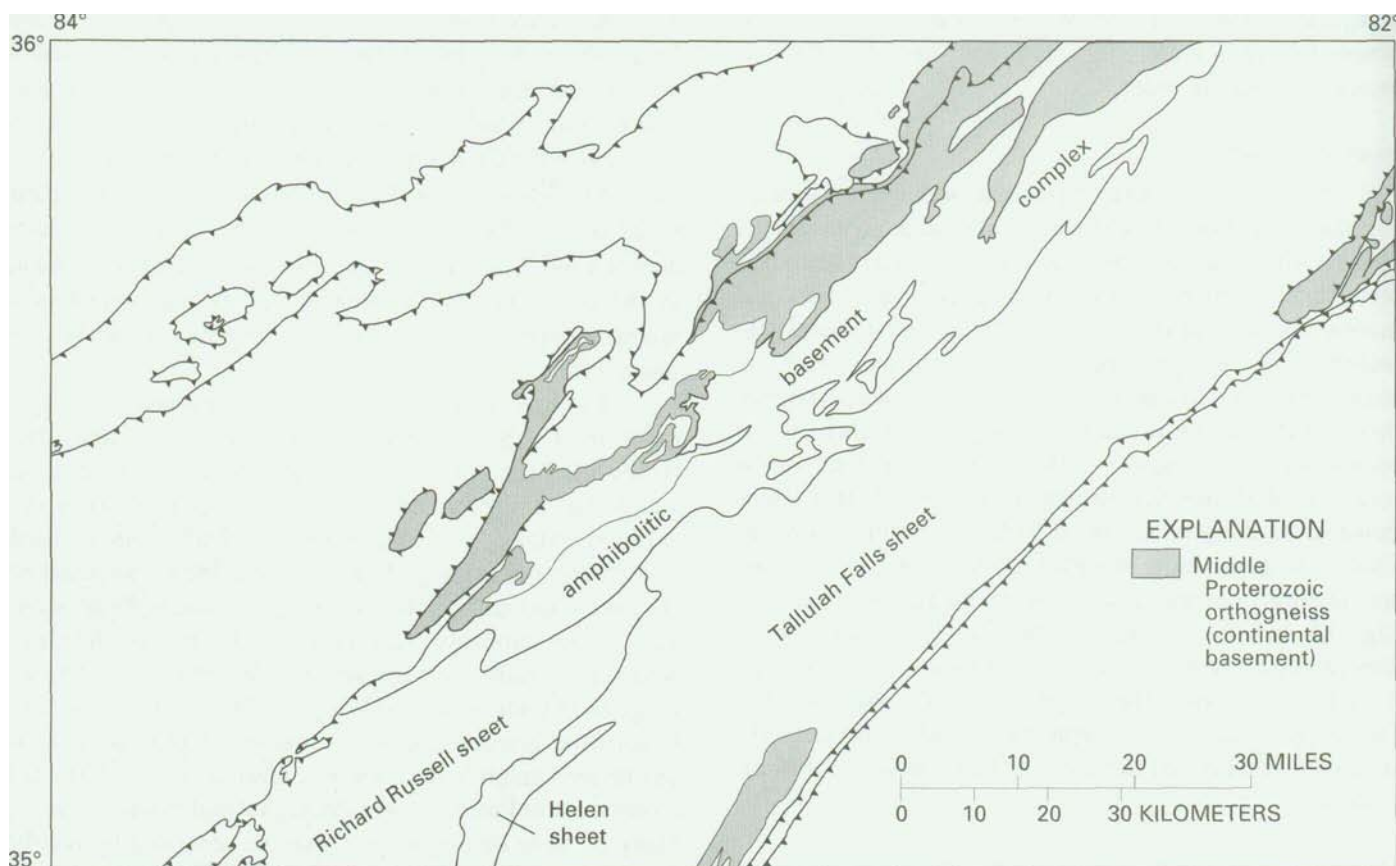 84°
82°
36°
complex
basement
amphibolitic
Tallulah Falls sheet
EXPLANATION
Middle
Proterozoic
orthogneiss
(continental
basement)
Richard Russell sheet
Helen
sheet
0 10 20 30 MILES
0 10 20 30 KILOMETERS
35°